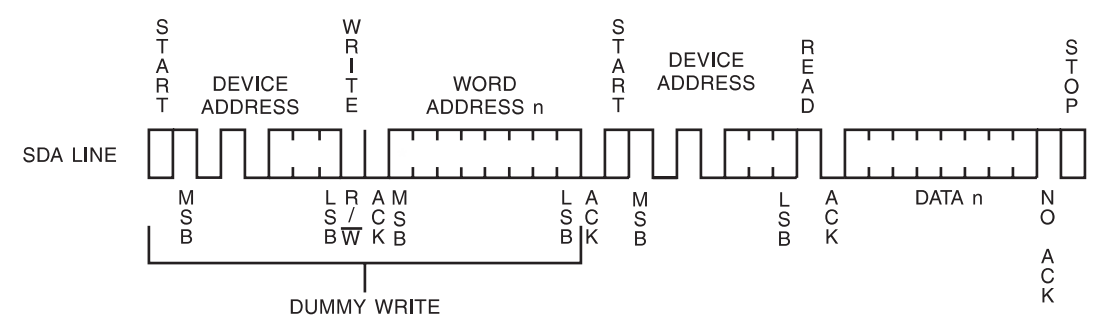 START
DEVICE
ADDRESS
WRITE
WORD
ADDRESS n
START
DEVICE
ADDRESS
READ
STOP
SDA LINE
MSB
LSB
R/W
ACK
MSB
LSB
ACK
MSB
LSB
ACK
DATA n
NO ACK
DUMMY WRITE